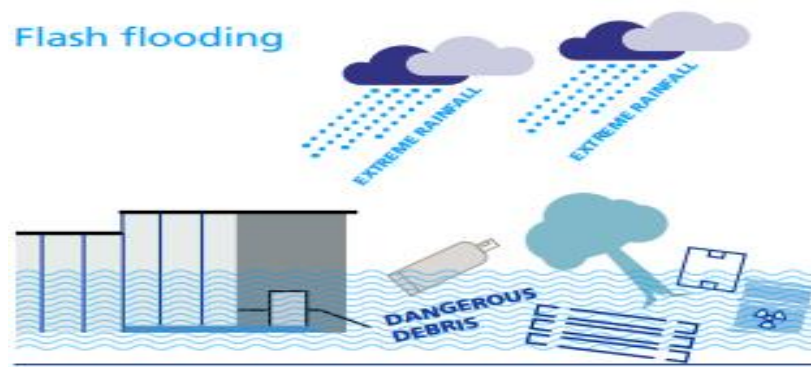 Flash flooding
EXTREME RAINFALL
EXTREME RAINFALL
DANGEROUS
DEBRIS